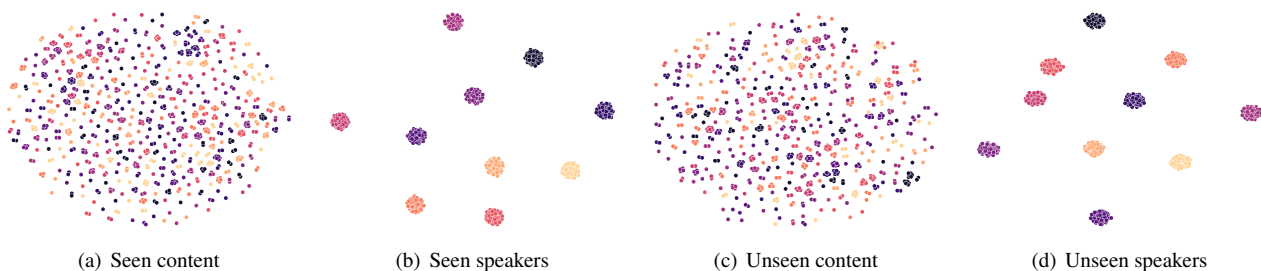 (a) Seen content
(b) Seen speakers
(c) Unseen content
(d) Unseen speakers